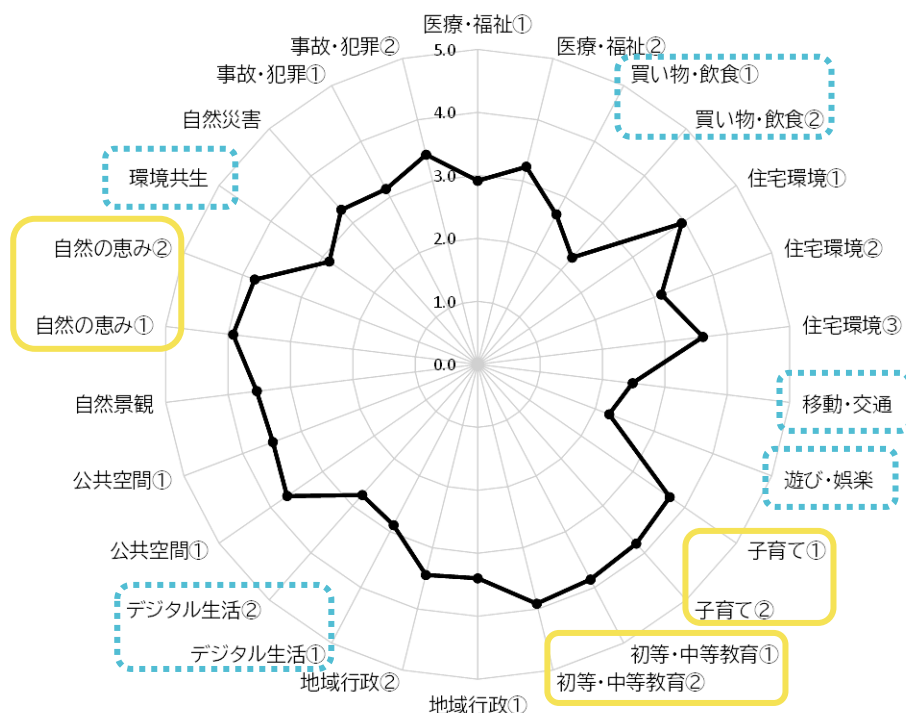 医療・福祉①
医療・福祉②
買い物・飲食①
買い物・飲食②
住宅環境①
住宅環境②
住宅環境③
移動・交通
遊び・娯楽
子育て①
子育て②
初等・中等教育①
初等・中等教育②
地域行政①
地域行政②
デジタル生活①
デジタル生活②
公共空間①
公共空間①
自然景観
自然の恵み①
自然の恵み②
環境共生
自然災害
事故・犯罪①
事故・犯罪②
5.0
4.0
3.0
2.0
1.0
0.0